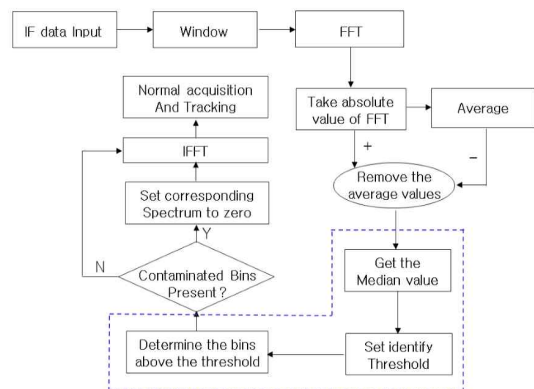 IF data Input
Window
FFT
Normal acquisition
And Tracking
Take absolute
value of FFT
Average
IFFT
+
−
Remove the
average values
Set corresponding
Spectrum to zero
Y
N
Contaminated Bins
Present?
Get the
Median value
Determine the bins
above the threshold
Set identify
Threshold